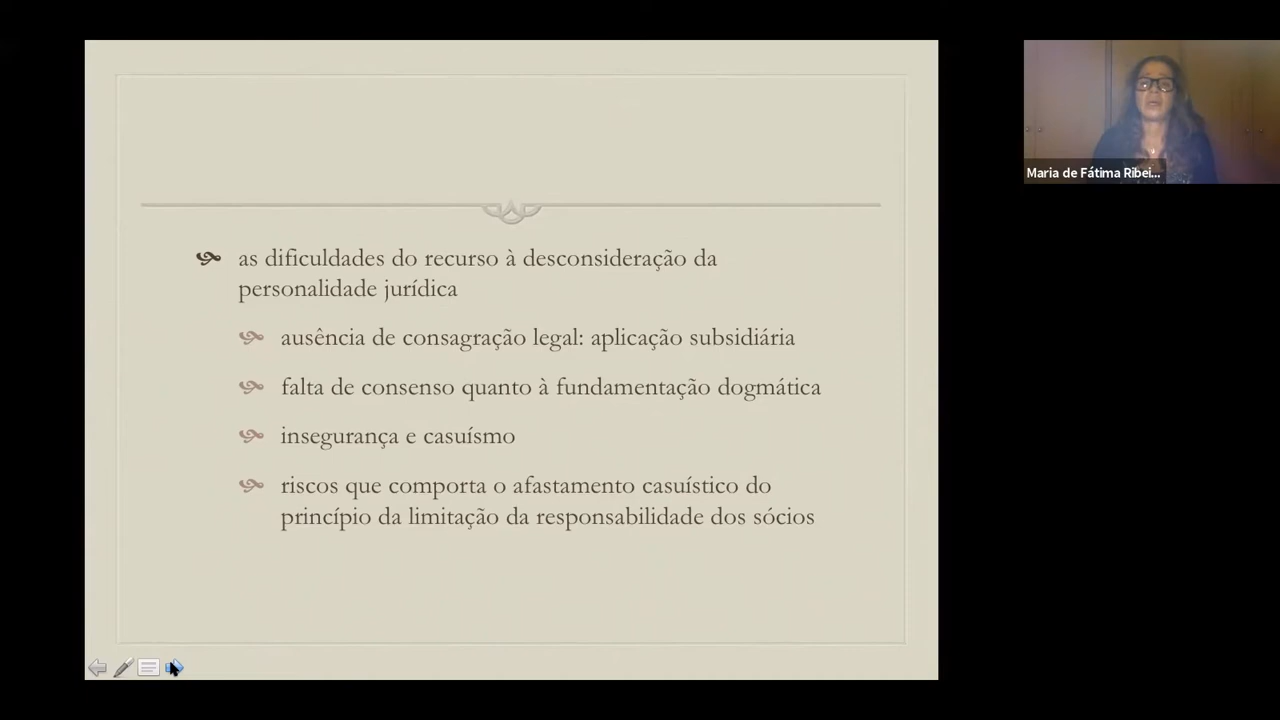 as dificuldades do recurso à desconsideração da
personalidade jurídica
ausência de consagração legal: aplicação subsidiária
falta de consenso quanto à fundamentação dogmática
insegurança e casuísmo
riscos que comporta o afastamento casuístico do
princípio da limitação da responsabilidade dos sócios
Maria de Fátima Ribei...